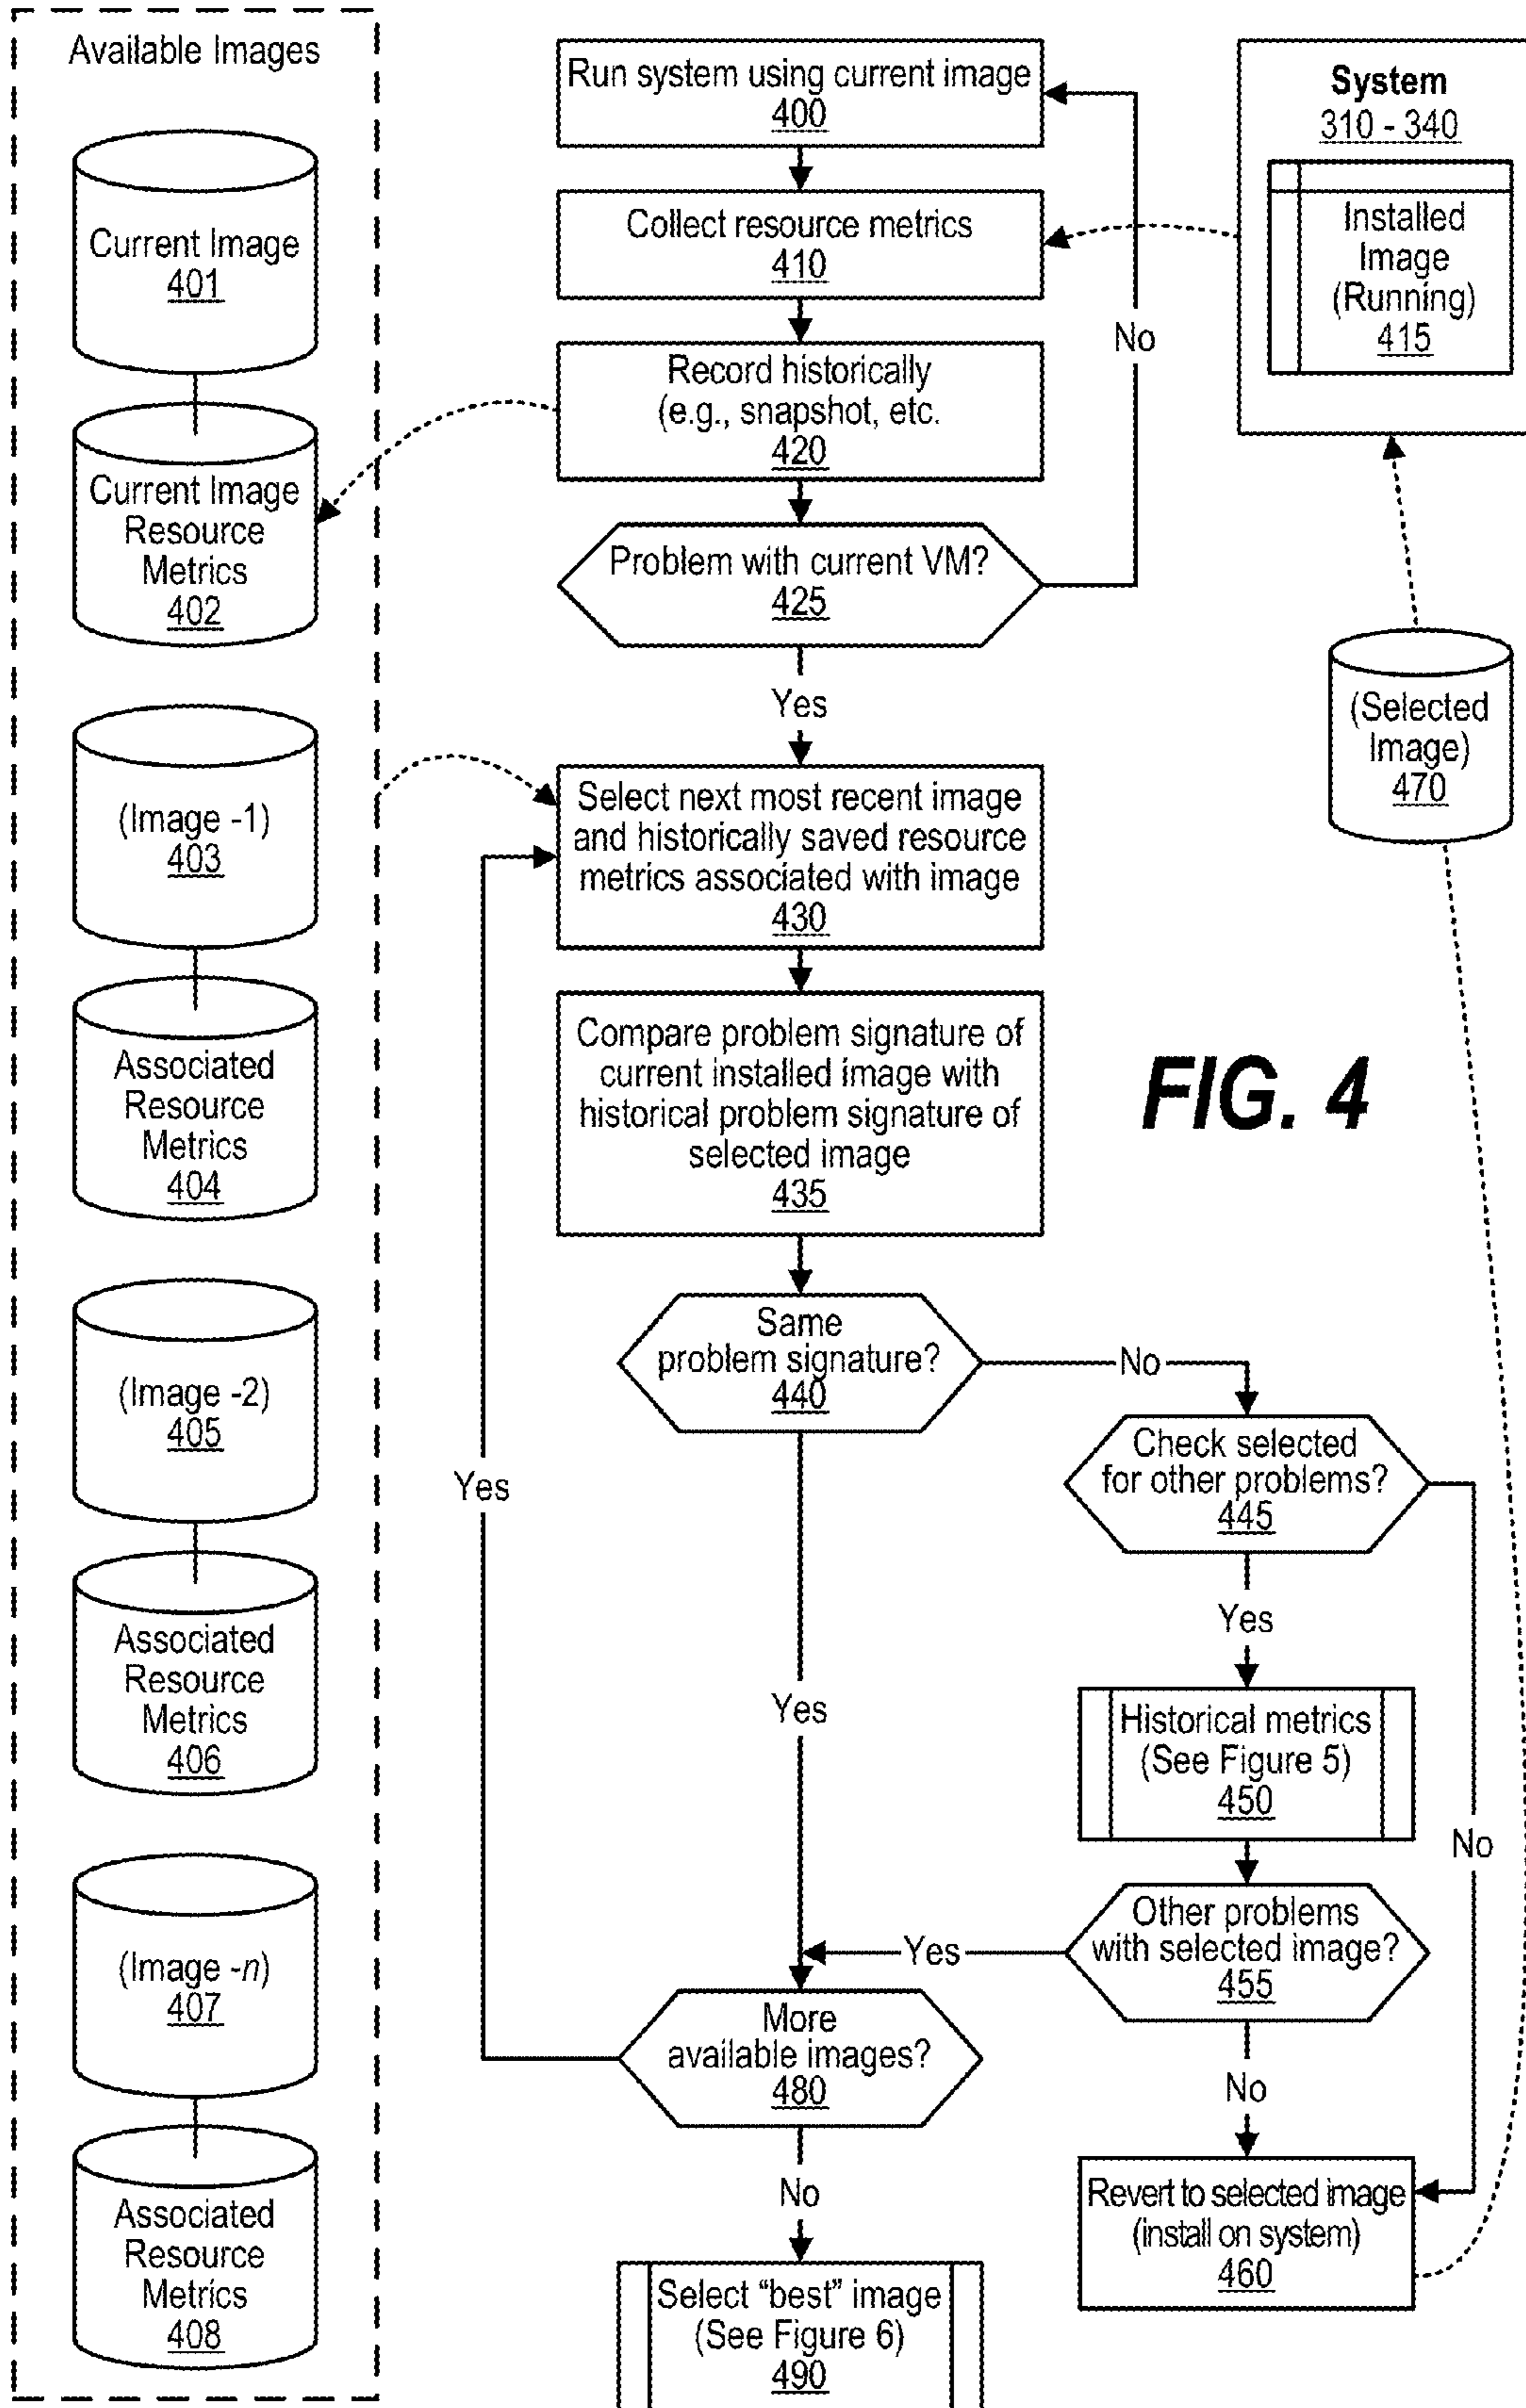 Available Images
Current Image
401
Current Image
Resource
Metrics
402
(Image -1)
403
Associated
Resource
Metrics
404
(Image -2)
405
Associated
Resource
Metrics
406
(Image -n)
407
Associated
Resource
Metrics
408
Run system using current image
400
Collect resource metrics
410
Record historically
(e.g., snapshot, etc.
420
Problem with current VM?
425
No
Yes
Select next most recent image
and historically saved resource
metrics associated with image
430
Compare problem signature of
current installed image with
historical problem signature of
selected image
435
Same
problem signature?
440
No
Yes
Yes
Check selected
for other problems?
445
Yes
No
Historical metrics
(See Figure 5)
450
Other problems
with selected image?
455
Yes
No
More
available images?
480
No
Revert to selected image
(install on system)
460
Select “best” image
(See Figure 6)
490
System
310 - 340
Installed
Image
(Running)
415
(Selected
Image)
470
FIG. 4